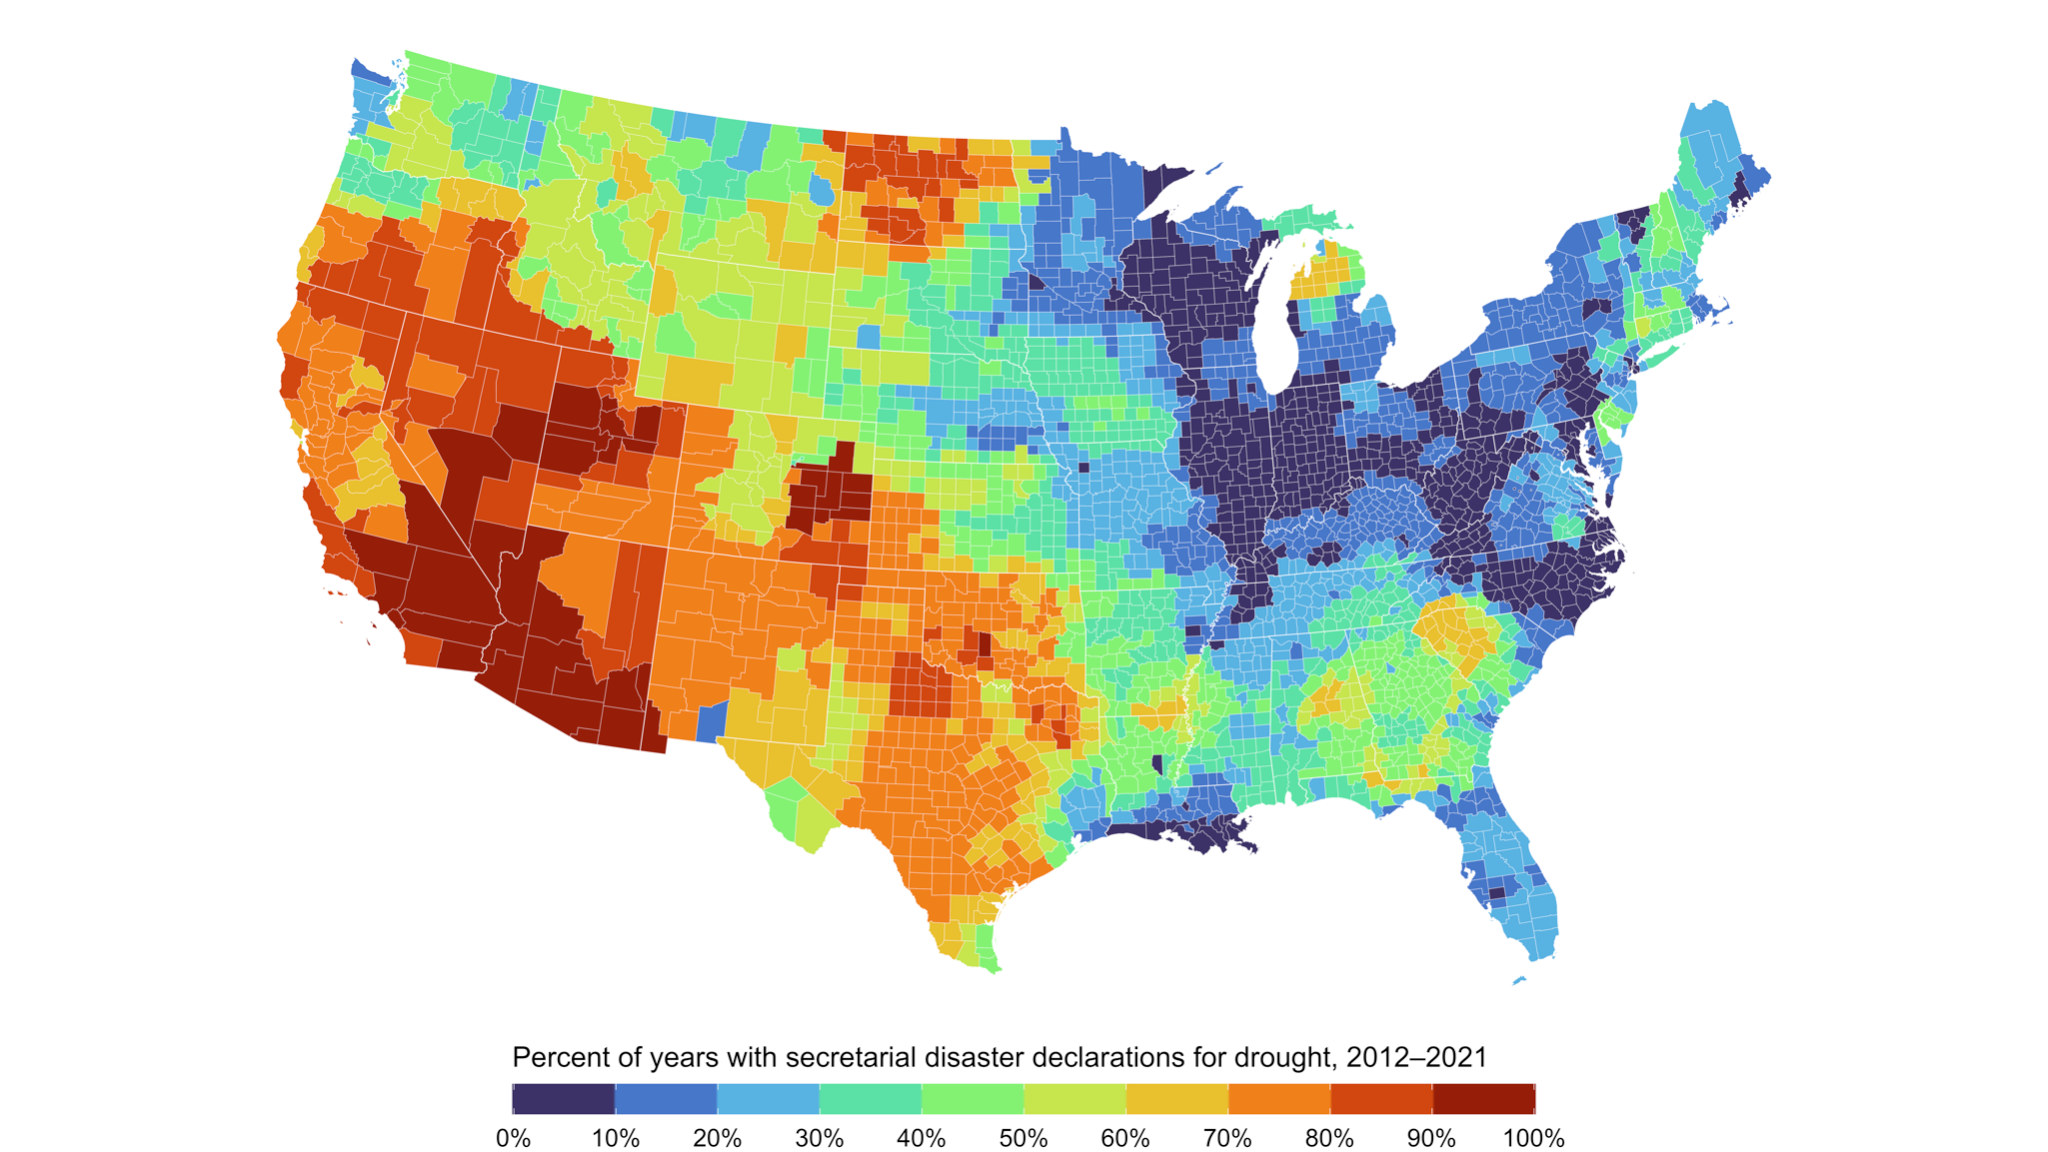 Percent of years with secretarial disaster declarations for drought, 2012–2021
0% 10% 20% 30% 40% 50% 60% 70% 80% 90% 100%